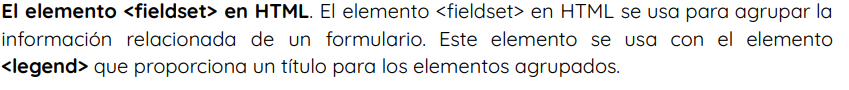 El elemento <fieldset> en HTML. El elemento <fieldset> en HTML se usa para agrupar la
información relacionada de un formulario. Este elemento se usa con el elemento
<legend> que proporciona un título para los elementos agrupados.